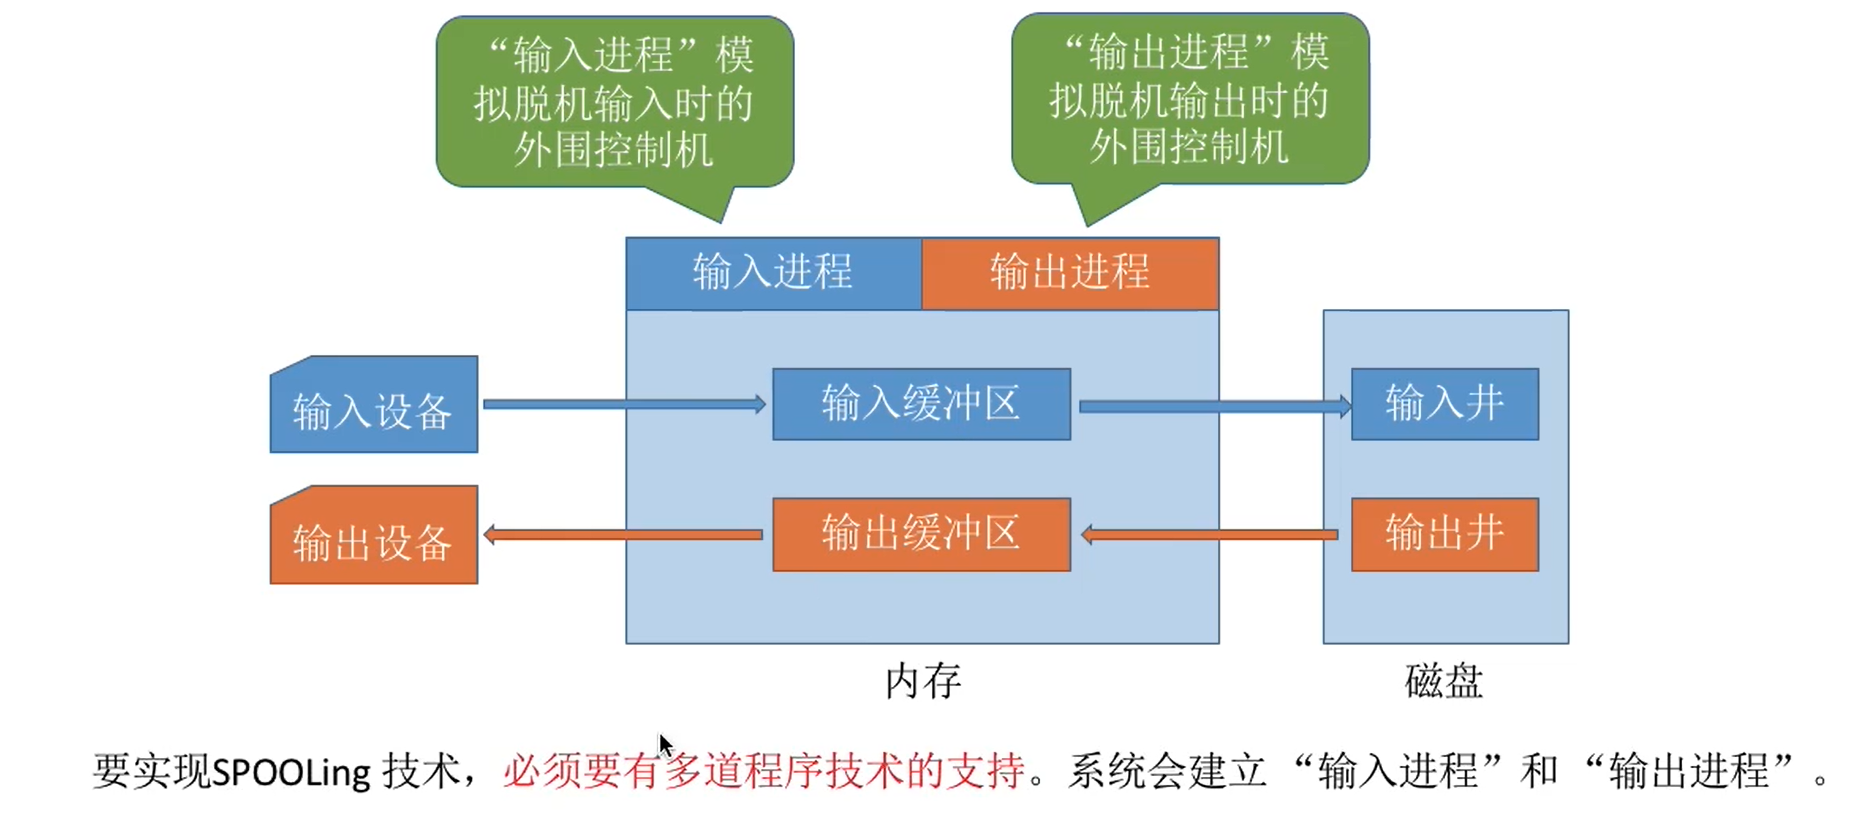 “输入进程”模
拟脱机输入时的
外围控制机
“输出进程”模
拟脱机输出时的
外围控制机
输入进程
输出进程
输入设备
输入缓冲区
输入井
输出设备
输出缓冲区
输出井
内存
磁盘
要实现SPOOLing 技术，必须要有多道程序技术的支持。系统会建立 “输入进程”和 “输出进程”。